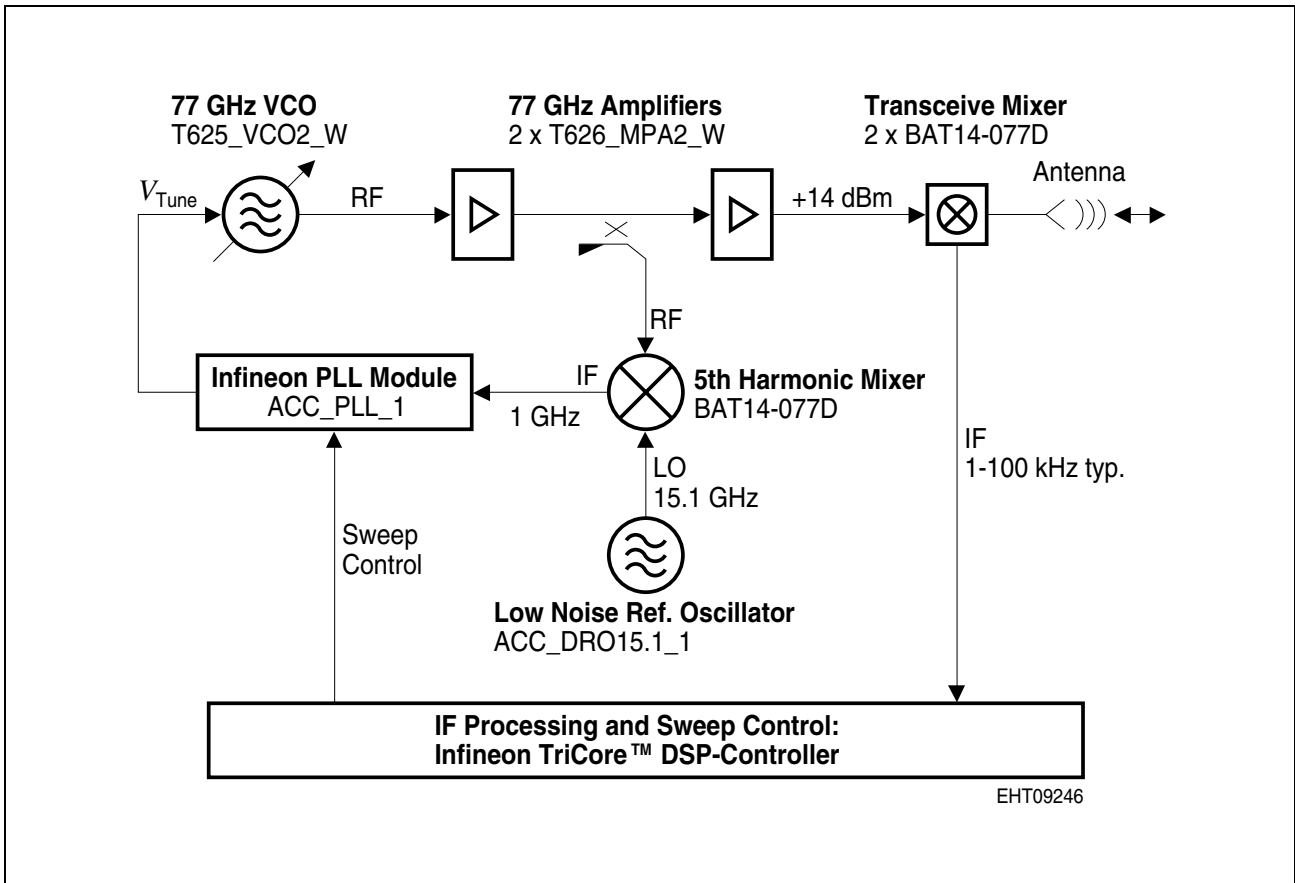 77 GHz VCO
T625_VCO2_W
77 GHz Amplifiers
2 x T626_MPA2_W
Transceive Mixer
2 x BAT14-077D
Antenna
VTune
RF
+14 dBm
RF
Infineon PLL Module
ACC_PLL_1
IF
1 GHz
5th Harmonic Mixer
BAT14-077D
LO
15.1 GHz
IF
1-100 kHz typ.
Sweep
Control
Low Noise Ref. Oscillator
ACC_DRO15.1_1
IF Processing and Sweep Control:
Infineon TriCore™ DSP-Controller
EHT09246